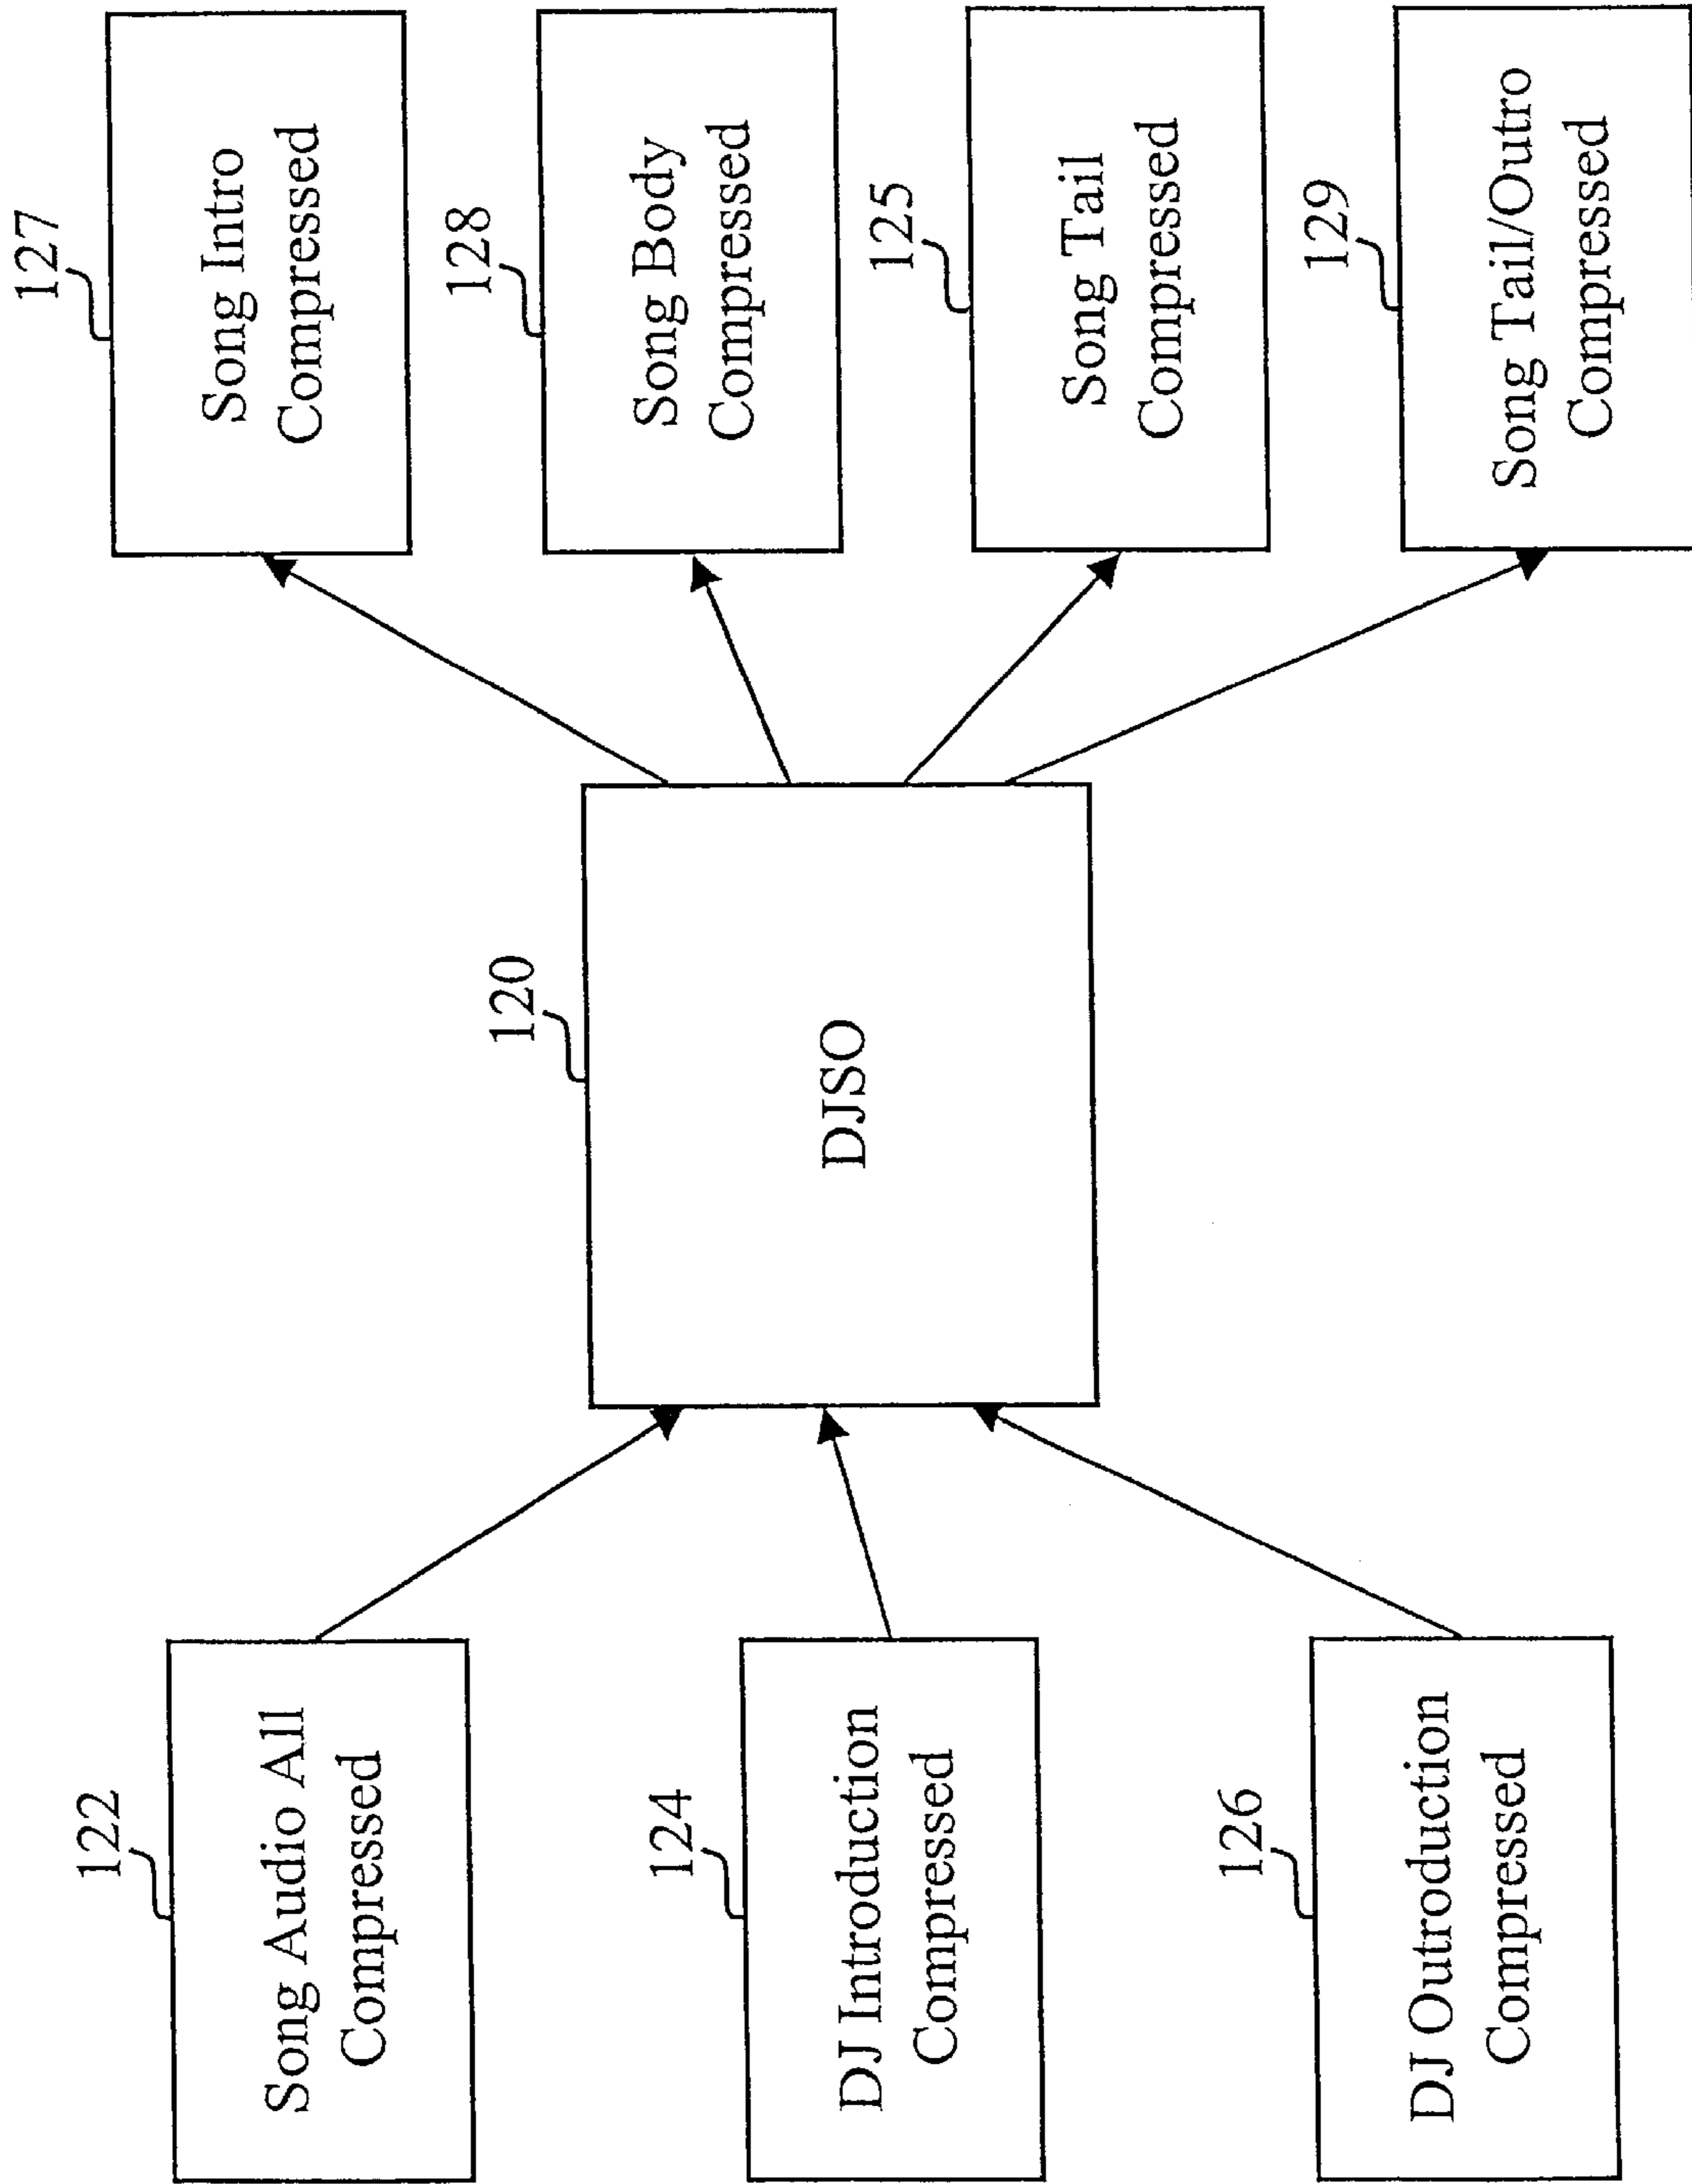 122
Song Audio All
Compressed
124
DJ Introduction
Compressed
126
DJ Outroduction
Compressed
120
DJSO
127
Song Intro
Compressed
128
Song Body
Compressed
125
Song Tail
Compressed
129
Song Tail/Outro
Compressed